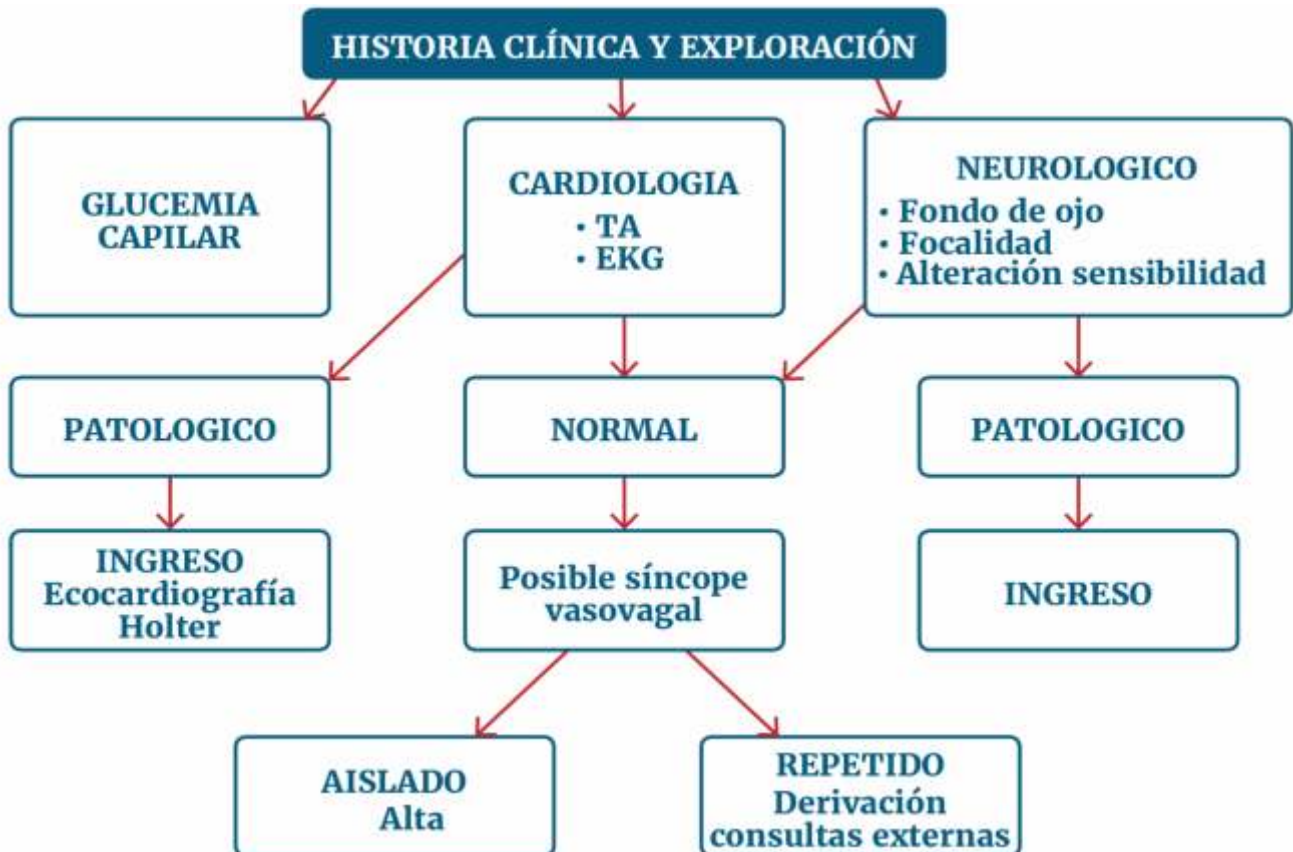 HISTORIA CLÍNICA Y EXPLORACIÓN
GLUCEMIA
CAPILAR
CARDIOLOGIA
• TA
• EKG
NEUROLOGICO
• Fondo de ojo
• Focalidad
• Alteración sensibilidad
PATOLOGICO
NORMAL
PATOLOGICO
INGRESO
Ecocardiografía
Holter
Posible síncope
vasovagal
INGRESO
AISLADO
Alta
REPETIDO
Derivación
consultas externas